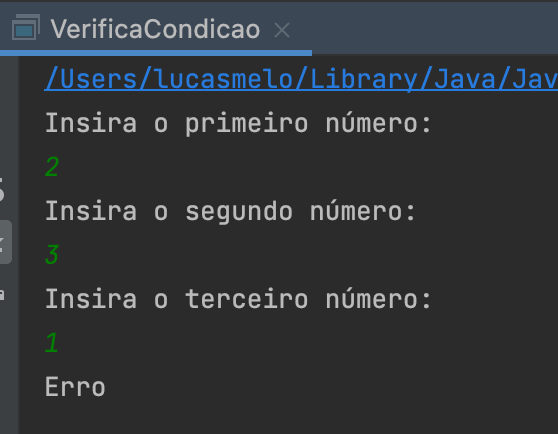 VerificaCondicao
/Users/lucasmelo/Library/Java/Jav
Insira o primeiro número:
2
Insira o segundo número:
3
Insira o terceiro número:
1
Erro